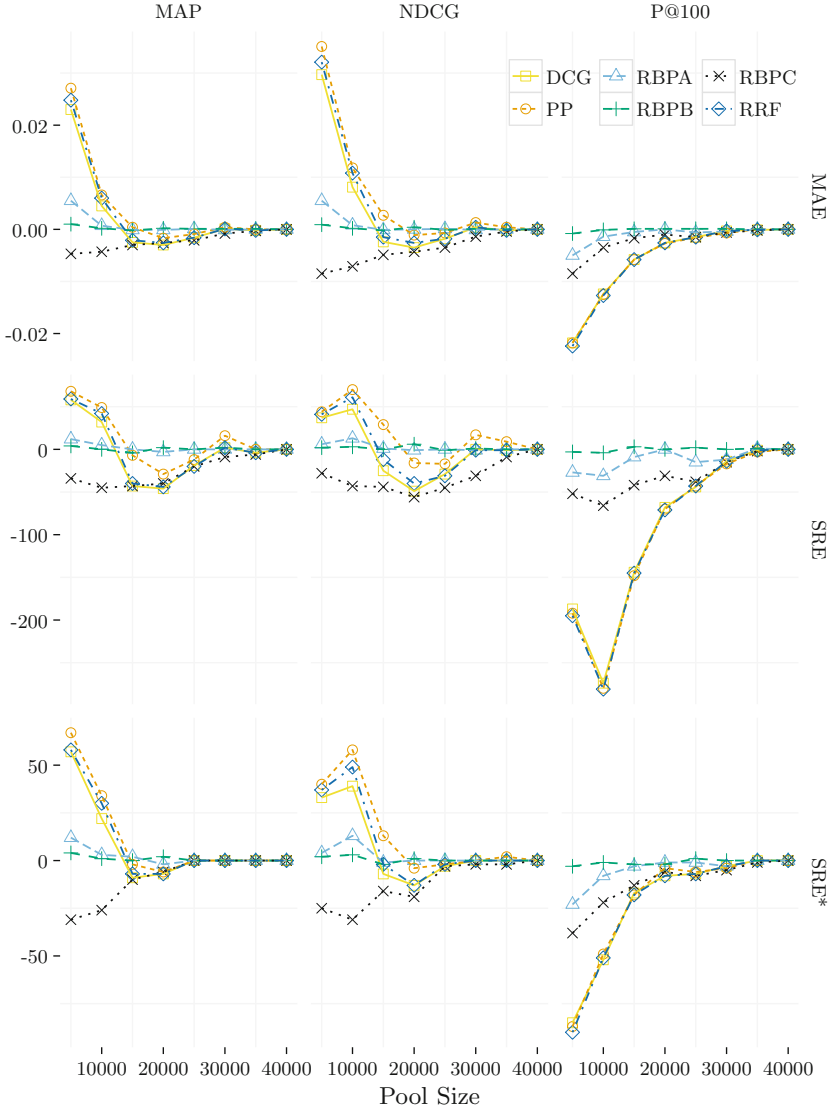 MAP NDCG P@100
DCG RBPA RBPC
PP RBPB RRF
0.02
0.00
-0.02
MAE
0
-100
-200
SRE
50
0
-50
SRE*
10000 20000 30000 40000 10000 20000 30000 40000 10000 20000 30000 40000
Pool Size